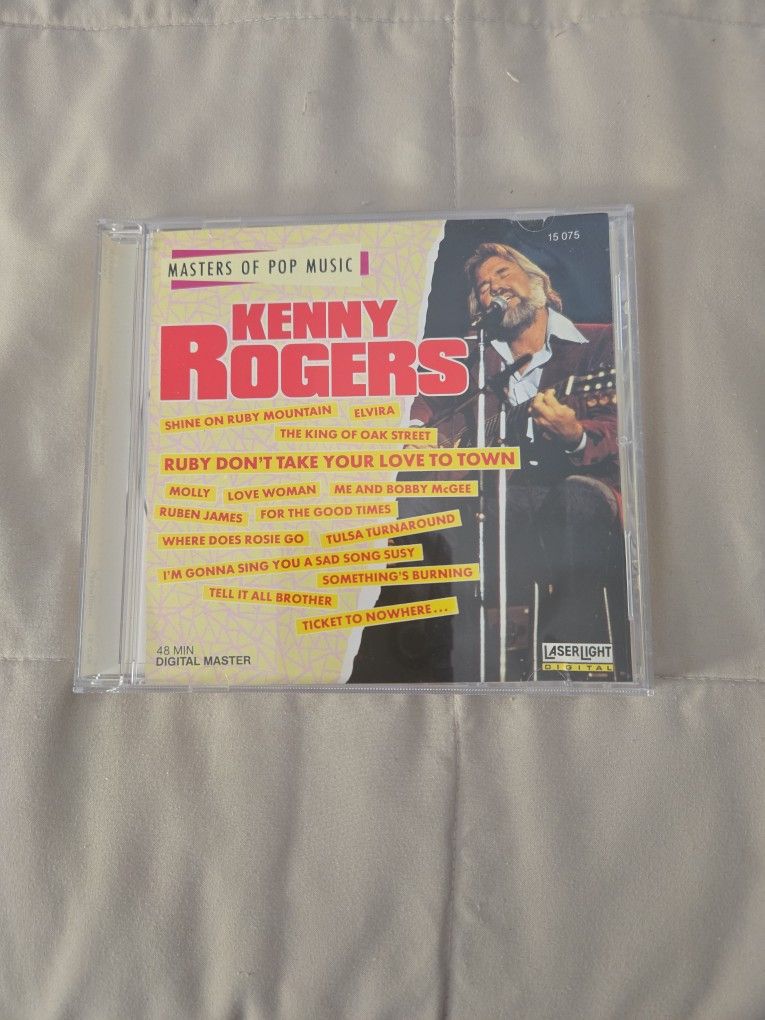 15 075
MASTERS OF POP MUSIC
KENNY
ROGERS
SHINE ON RUBY MOUNTAIN
ELVIRA
THE KING OF OAK STREET
RUBY DON'T TAKE YOUR LOVE TO TOWN
MOLLY
LOVE WOMAN
ME AND BOBBY McGEE
RUBEN JAMES
FOR THE GOOD TIMES
WHERE DOES ROSIE GO
TULSA TURNAROUND
I'M GONNA SING YOU A SAD SONG SUSY
SOMETHING'S BURNING
TELL IT ALL BROTHER
TICKET TO NOWHERE...
48 MIN
DIGITAL MASTER
LASERLIGHT
DIGITAL